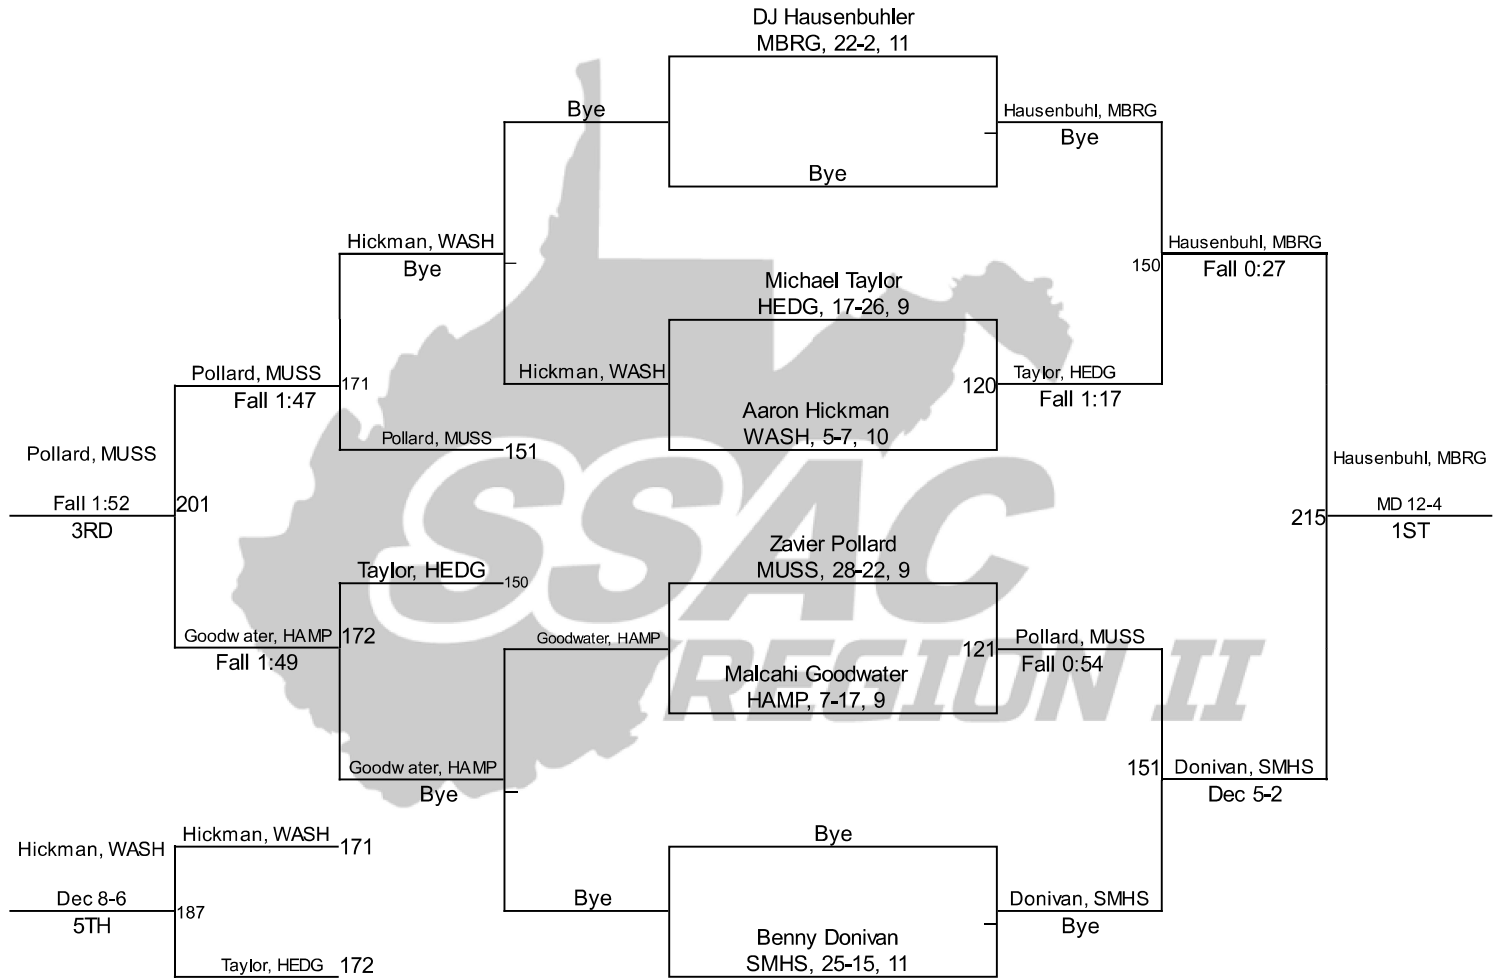 DJ Hausenbuhler
MBRG, 22-2, 11
Bye
Hausenbuhl, MBRG
Bye
Bye
Hickman, WASH
Bye
Hausenbuhl, MBRG
150
Fall 0:27
Michael Taylor
HEDG, 17-26, 9
Pollard, MUSS
171
Fall 1:47
Hickman, WASH
120
Taylor, HEDG
Fall 1:17
Aaron Hickman
WASH, 5-7, 10
Pollard, MUSS
151
Pollard, MUSS
Fall 1:52
201
3RD
Hausenbuhl, MBRG
215
MD 12-4
1ST
SSAC
REGION II
Zavier Pollard
MUSS, 28-22, 9
Taylor, HEDG
150
Goodwater, HAMP
172
Fall 1:49
Goodwater, HAMP
121
Pollard, MUSS
Fall 0:54
Malcahi Goodwater
HAMP, 7-17, 9
Goodwater, HAMP
Bye
151
Donivan, SMHS
Dec 5-2
Hickman, WASH
Hickman, WASH
171
Bye
Dec 8-6
187
5TH
Bye
Donivan, SMHS
Bye
Benny Donivan
SMHS, 25-15, 11
Taylor, HEDG
172